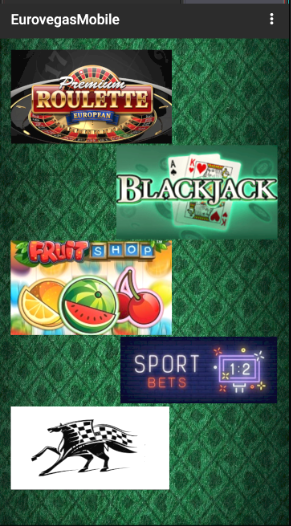 EurovegasMobile
Premium
ROULETTE
EUROPEAN
BLACKJACK
FRUIT SHOP
SPORT
BETS
1:2